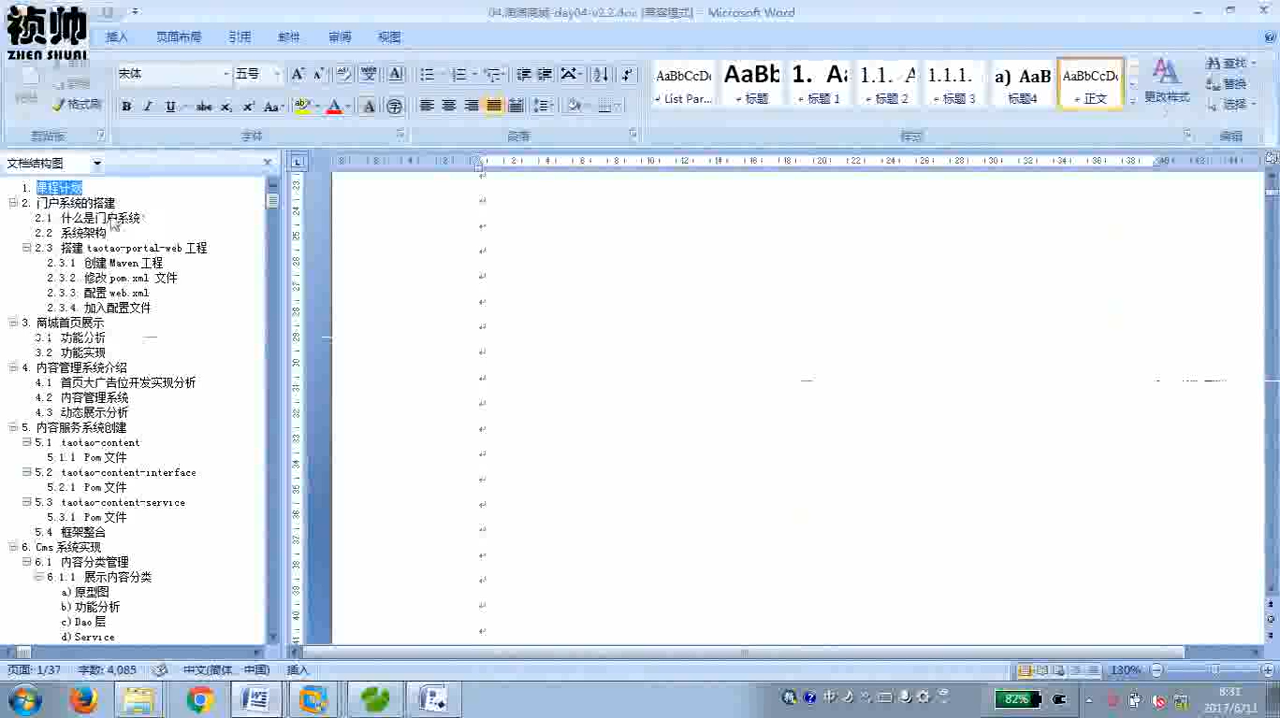 祯帅
ZHEN SHUAI
04.淘淘商城-day04-v2.2.doc [兼容模式] - Microsoft Word
插入 页面布局 引用 邮件 审阅 视图
宋体 五号
格式刷
剪贴板 字体 段落 样式 编辑
AaBbCcDc AaBb 1. Aa 1.1. A 1.1.1. a) AaB AaBbCcDc
List Par... 标题 标题 1 标题 2 标题 3 标题4 正文
更改样式
查找
替换
选择
文档结构图
1. 课程计划
2. 门户系统的搭建
2.1 什么是门户系统
2.2 系统架构
2.3 搭建 taotao-portal-web 工程
2.3.1 创建 Maven 工程
2.3.2 修改 pom.xml 文件
2.3.3 配置 web.xml
2.3.4 加入配置文件
3. 商城首页展示
3.1 功能分析
3.2 功能实现
4. 内容管理系统介绍
4.1 首页大广告位开发实现分析
4.2 内容管理系统
4.3 动态展示分析
5. 内容服务系统创建
5.1 taotao-content
5.1.1 Pom 文件
5.2 taotao-content-interface
5.2.1 Pom 文件
5.3 taotao-content-service
5.3.1 Pom 文件
5.4 框架整合
6. Cms 系统实现
6.1 内容分类管理
6.1.1 展示内容分类
a) 原型图
b) 功能分析
c) Dao 层
d) Service
页面: 1/37 字数: 4,085 中文(简体，中国) 插入 130%
82%
8:31
2017/6/11